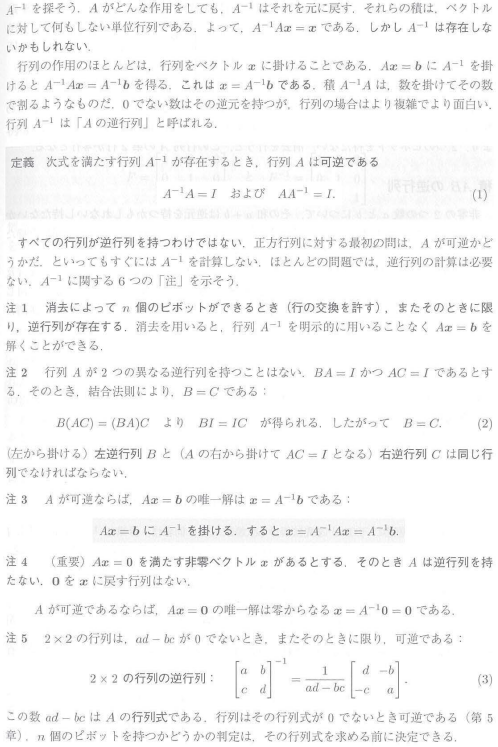 A⁻¹ を探そう. A がどんな作用をしても, A⁻¹ はそれを元に戻す. それらの積は, ベクトル
に対して何もしない単位行列である. よって, A⁻¹Ax = x である. しかし A⁻¹ は存在しな
いかもしれない.
行列の作用のほとんどは, 行列をベクトル x に掛けることである. Ax = b に A⁻¹ を掛
けると A⁻¹Ax = A⁻¹b を得る. これは x = A⁻¹b である. 積 A⁻¹A は, 数を掛けてその数
で割るようなものだ. 0 でない数はその逆元を持つが, 行列の場合はより複雑でより面白い.
行列 A⁻¹ は「A の逆行列」と呼ばれる.
定義 次式を満たす行列 A⁻¹ が存在するとき, 行列 A は可逆である
A⁻¹A = I および AA⁻¹ = I. (1)
すべての行列が逆行列を持つわけではない. 正方行列に対する最初の問は, A が可逆かど
うかだ. といってもすぐには A⁻¹ を計算しない. ほとんどの問題では, 逆行列の計算は必要
ない. A⁻¹ に関する 6 つの「注」を示そう.
注 1 消去によって n 個のピボットができるとき (行の交換を許す), またそのときに限
り, 逆行列が存在する. 消去を用いると, 行列 A⁻¹ を明示的に用いることなく Ax = b を
解くことができる.
注 2 行列 A が 2 つの異なる逆行列を持つことはない. BA = I かつ AC = I であるとす
る. そのとき, 結合法則により, B = C である:
B(AC) = (BA)C より BI = IC が得られる. したがって B = C. (2)
(左から掛ける) 左逆行列 B と (A の右から掛けて AC = I となる) 右逆行列 C は同じ行
列でなければならない.
注 3 A が可逆ならば, Ax = b の唯一解は x = A⁻¹b である:
Ax = b に A⁻¹ を掛ける. すると x = A⁻¹Ax = A⁻¹b.
注 4 (重要) Ax = 0 を満たす非零ベクトル x があるとする. そのとき A は逆行列を持
たない. 0 を x に戻す行列はない.
A が可逆であるならば, Ax = 0 の唯一解は零からなる x = A⁻¹0 = 0 である.
注 5 2×2 の行列は, ad − bc が 0 でないとき, またそのときに限り, 可逆である:
2×2 の行列の逆行列: [a b; c d]⁻¹ = 1/(ad − bc) [d −b; −c a]. (3)
この数 ad − bc は A の行列式である. 行列はその行列式が 0 でないとき可逆である (第 5
章). n 個のピボットを持つかどうかの判定は, その行列式を求める前に決定できる.